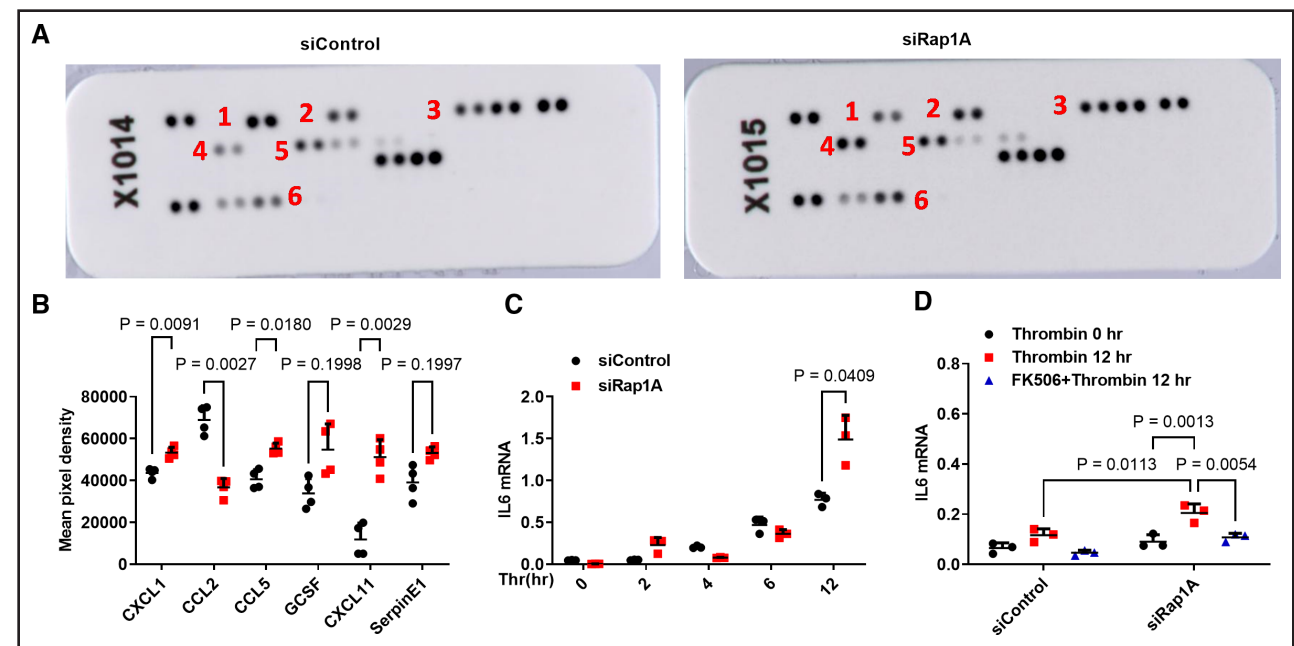 A
siControl
siRap1A
X1014
1
2
3
4
5
6
X1015
1
2
3
4
5
6
B
P = 0.0091
P = 0.0180
P = 0.0029
P = 0.0027
P = 0.1998
P = 0.1997
Mean pixel density
80000
60000
40000
20000
0
CXCL1
CCL2
CCL5
GCSF
CXCL11
SerpinE1
C
siControl
siRap1A
P = 0.0409
IL6 mRNA
2.0
1.5
1.0
0.5
0.0
Thr(hr)
0
2
4
6
12
D
Thrombin 0 hr
Thrombin 12 hr
FK506+Thrombin 12 hr
P = 0.0013
P = 0.0113
P = 0.0054
IL6 mRNA
0.8
0.6
0.4
0.2
0.0
siControl
siRap1A